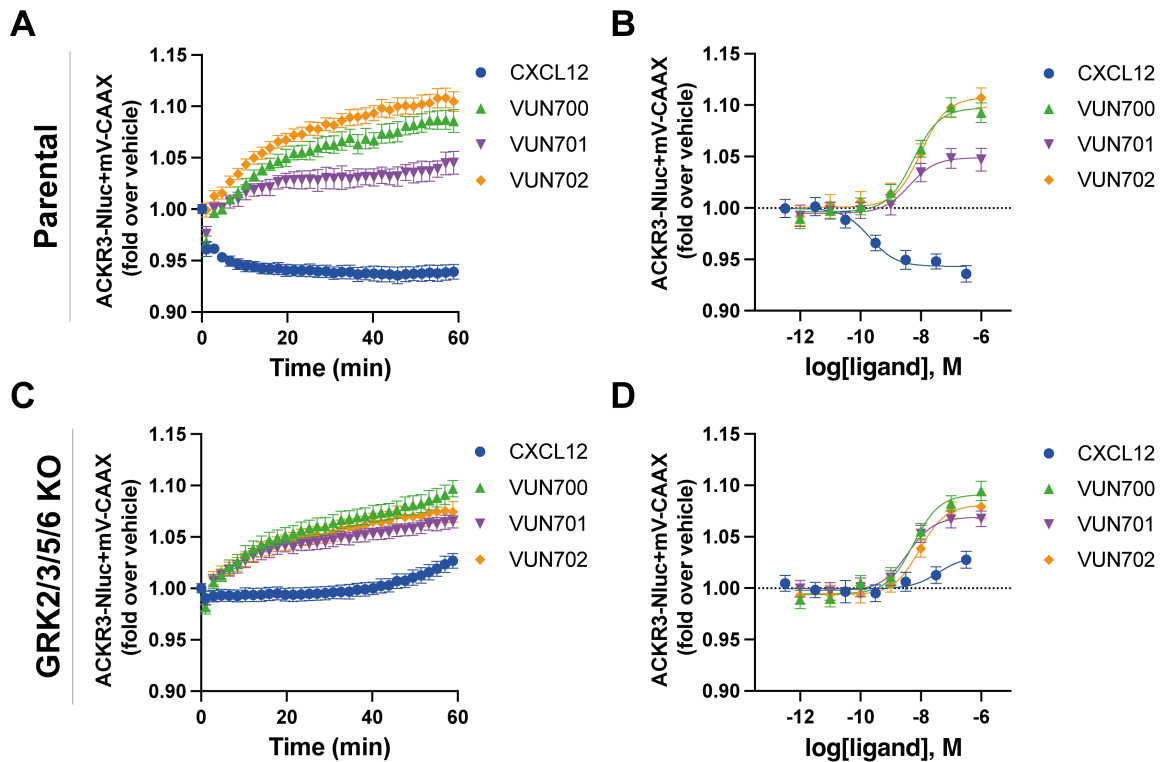 A
Parental
ACKR3-Nluc+mV-CAAX
(fold over vehicle)
1.15
1.10
1.05
1.00
0.95
0.90
0
20
40
60
Time (min)
CXCL12
VUN700
VUN701
VUN702
B
ACKR3-Nluc+mV-CAAX
(fold over vehicle)
1.15
1.10
1.05
1.00
0.95
0.90
-12
-10
-8
-6
log[ligand], M
CXCL12
VUN700
VUN701
VUN702
C
GRK2/3/5/6 KO
ACKR3-Nluc+mV-CAAX
(fold over vehicle)
1.15
1.10
1.05
1.00
0.95
0.90
0
20
40
60
Time (min)
CXCL12
VUN700
VUN701
VUN702
D
ACKR3-Nluc+mV-CAAX
(fold over vehicle)
1.15
1.10
1.05
1.00
0.95
0.90
-12
-10
-8
-6
log[ligand], M
CXCL12
VUN700
VUN701
VUN702